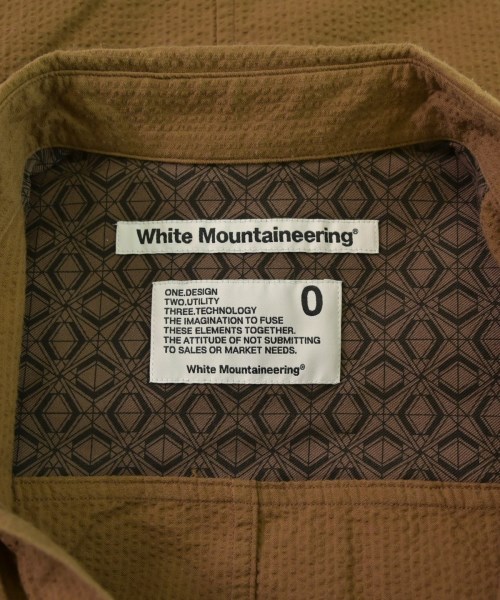 White Mountaineering®
ONE.DESIGN
TWO.UTILITY
THREE.TECHNOLOGY
THE IMAGINATION TO FUSE
THESE ELEMENTS TOGETHER.
THE ATTITUDE OF NOT SUBMITTING
TO SALES OR MARKET NEEDS.
0
White Mountaineering®